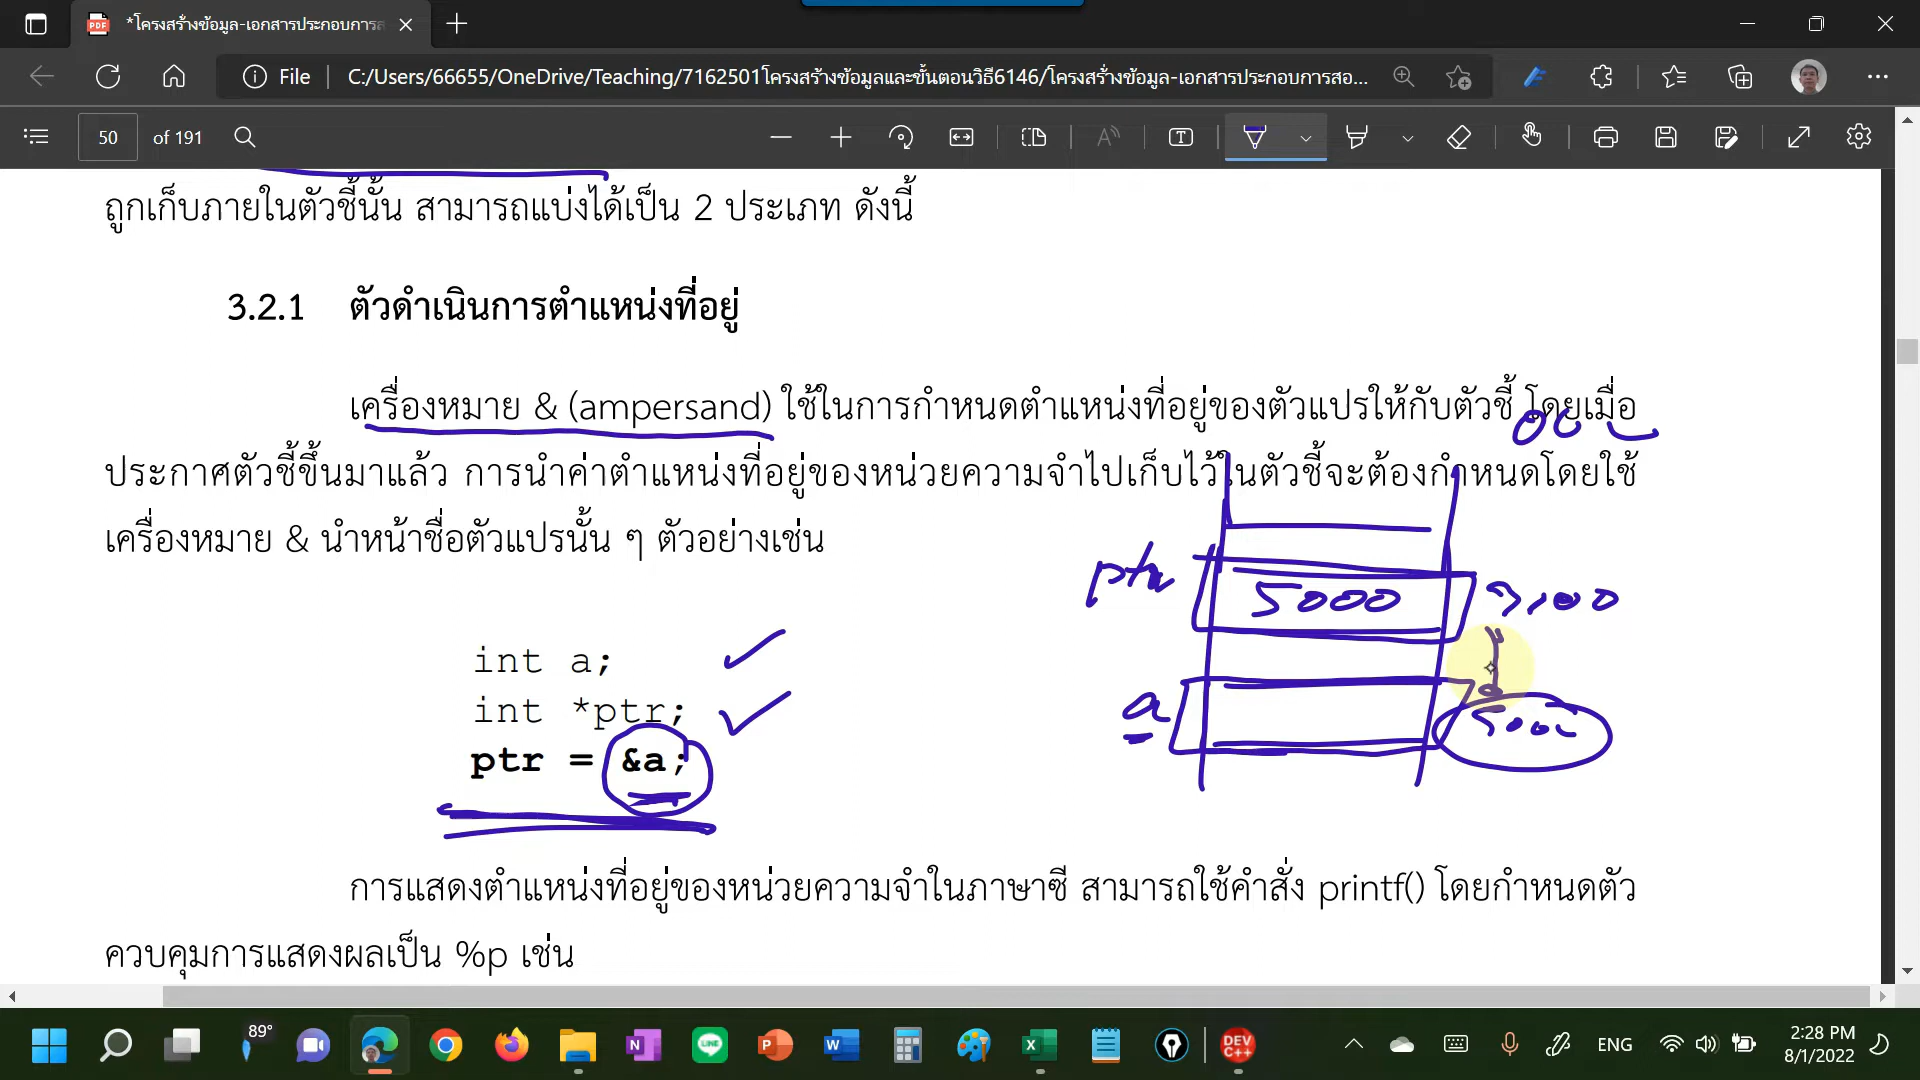 *โครงสร้างข้อมูล-เอกสารประกอบการส
File C:/Users/66655/OneDrive/Teaching/7162501โครงสร้างข้อมูลและขั้นตอนวิธี6146/โครงสร้างข้อมูล-เอกสารประกอบการสอ...
50 of 191
ถูกเก็บภายในตัวชี้นั้น สามารถแบ่งได้เป็น 2 ประเภท ดังนี้
3.2.1 ตัวดำเนินการตำแหน่งที่อยู่
เครื่องหมาย & (ampersand) ใช้ในการกำหนดตำแหน่งที่อยู่ของตัวแปรให้กับตัวชี้ โดยเมื่อ
ประกาศตัวชี้ขึ้นมาแล้ว การนำค่าตำแหน่งที่อยู่ของหน่วยความจำไปเก็บไว้ในตัวชี้จะต้องกำหนดโดยใช้
เครื่องหมาย & นำหน้าชื่อตัวแปรนั้น ๆ ตัวอย่างเช่น
ptr 5000
int a;
int *ptr;
a 5000
ptr = &a;
การแสดงตำแหน่งที่อยู่ของหน่วยความจำในภาษาซี สามารถใช้คำสั่ง printf() โดยกำหนดตัว
ควบคุมการแสดงผลเป็น %p เช่น
89°
DEV C++
ENG
2:28 PM
8/1/2022